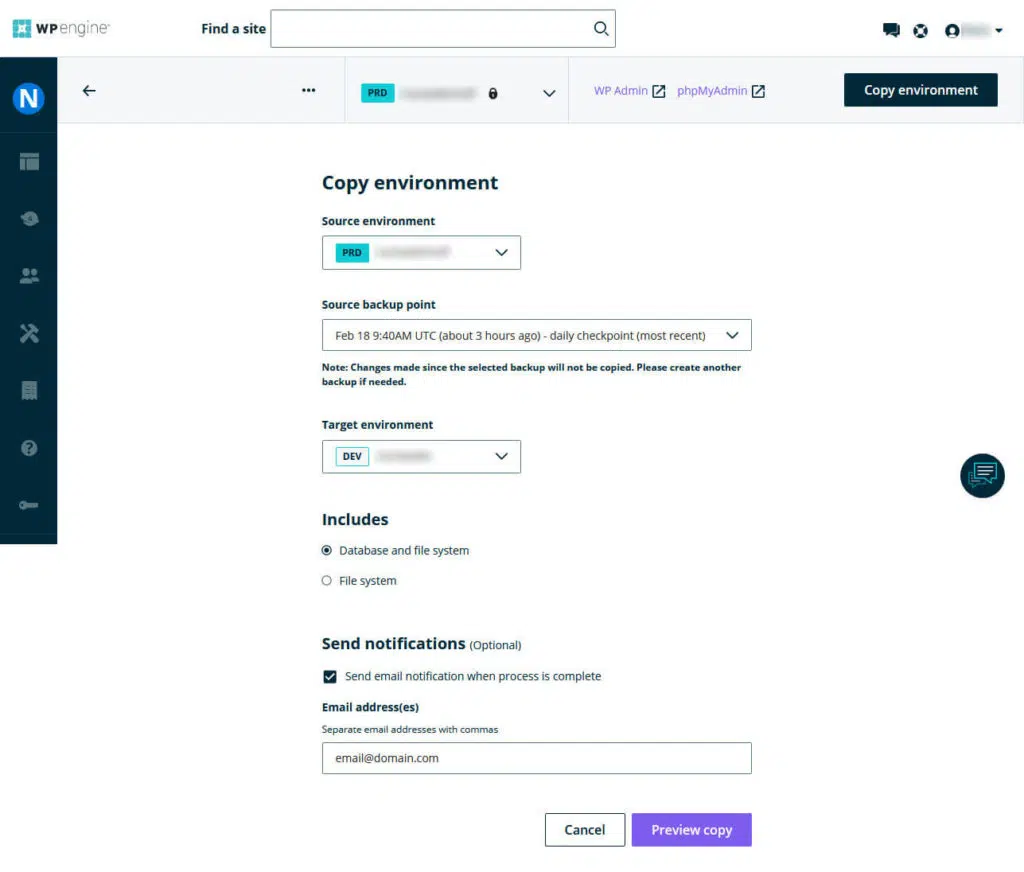 WP engine
Find a site
N
•••
PRD
WP Admin
phpMyAdmin
Copy environment
Copy environment
Source environment
PRD
Source backup point
Feb 18 9:40AM UTC (about 3 hours ago) - daily checkpoint (most recent)
Note: Changes made since the selected backup will not be copied. Please create another
backup if needed.
Target environment
DEV
Includes
Database and file system
File system
Send notifications (Optional)
Send email notification when process is complete
Email address(es)
Separate email addresses with commas
email@domain.com
Cancel
Preview copy